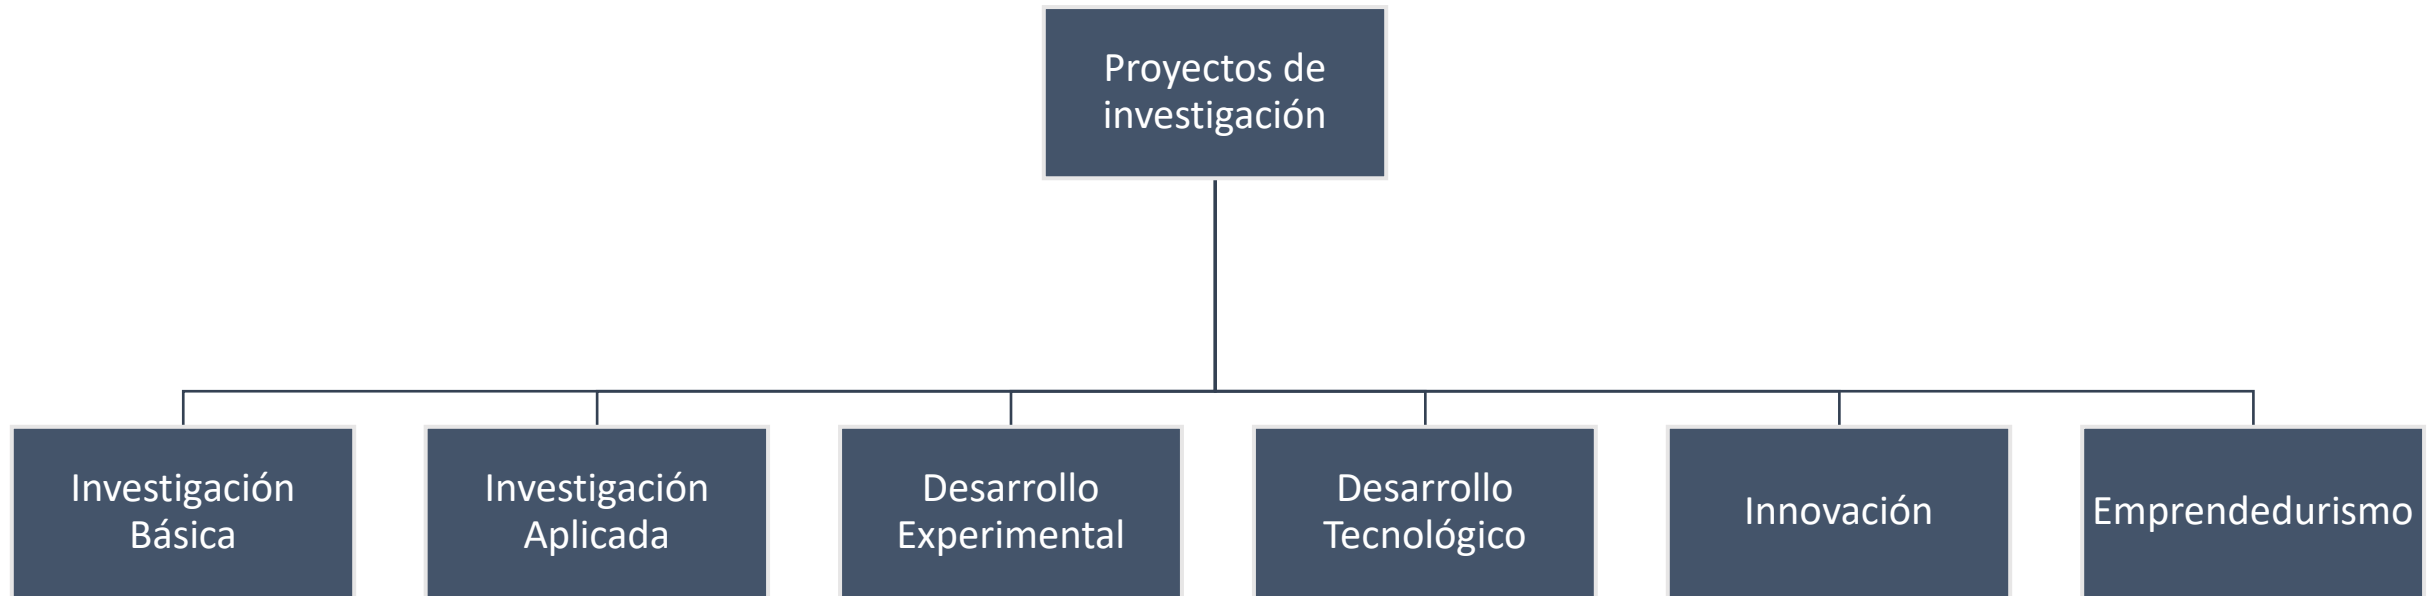 Proyectos de
investigación
Investigación
Básica
Investigación
Aplicada
Desarrollo
Experimental
Desarrollo
Tecnológico
Innovación
Emprendedurismo